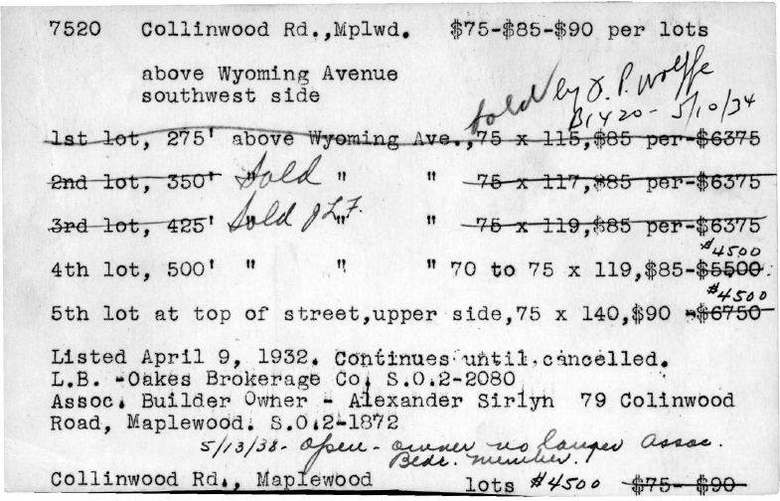 7520 Collinwood Rd.,Mplwd. $75-$85-$90 per lots
above Wyoming Avenue
southwest side
sold by J. P. Wolffe
B1420 - 5/10/34
1st lot, 275' above Wyoming Ave.,75 x 115,$85 per-$6375
2nd lot, 350' " Sold " " 75 x 117,$85 per-$6375
3rd lot, 425' " Sold JLF. " " 75 x 119,$85 per-$6375
$4500
4th lot, 500' " " " 70 to 75 x 119,$85-$5500.
$4500
5th lot at top of street,upper side,75 x 140,$90 -$6750
Listed April 9, 1932. Continues until cancelled.
L.B. -Oakes Brokerage Co. S.O.2-2080
Assoc. Builder Owner - Alexander Sirlyn 79 Colinwood
Road, Maplewood. S.O.2-1872
5/13/38 - Open - owner no longer assoc.
Bldr. member.
Collinwood Rd., Maplewood lots $4500 $75- $90-